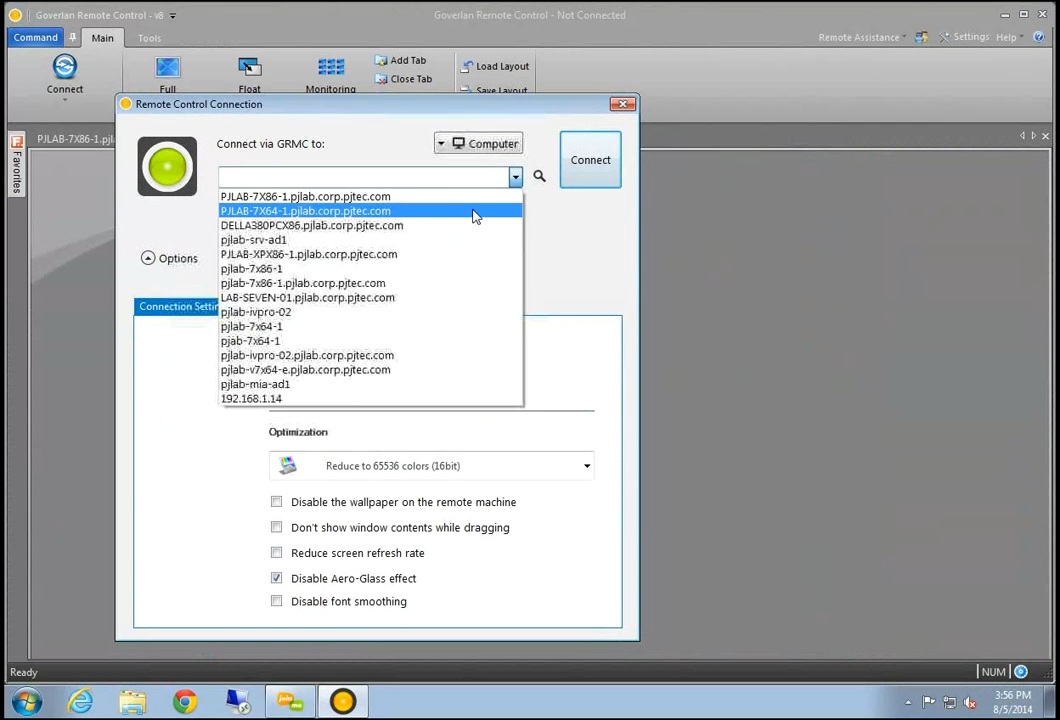 Goverlan Remote Control - v8
Goverlan Remote Control - Not Connected
Command
Main
Tools
Remote Assistance
Settings
Help
Connect
Full
Float
Monitoring
Add Tab
Close Tab
Load Layout
Save Layout
Remote Control Connection
PJLAB-7X86-1.pjl
Favorites
Connect via GRMC to:
Computer
Connect
PJLAB-7X86-1.pjlab.corp.pjtec.com
PJLAB-7X64-1.pjlab.corp.pjtec.com
DELLA380PCX86.pjlab.corp.pjtec.com
pjlab-srv-ad1
PJLAB-XPX86-1.pjlab.corp.pjtec.com
pjlab-7x86-1
pjlab-7x86-1.pjlab.corp.pjtec.com
LAB-SEVEN-01.pjlab.corp.pjtec.com
pjlab-ivpro-02
pjlab-7x64-1
pjab-7x64-1
pjlab-ivpro-02.pjlab.corp.pjtec.com
pjlab-v7x64-e.pjlab.corp.pjtec.com
pjlab-mia-ad1
192.168.1.14
Options
Connection Settin
Optimization
Reduce to 65536 colors (16bit)
Disable the wallpaper on the remote machine
Don't show window contents while dragging
Reduce screen refresh rate
Disable Aero-Glass effect
Disable font smoothing
Ready
NUM
3:56 PM
8/5/2014